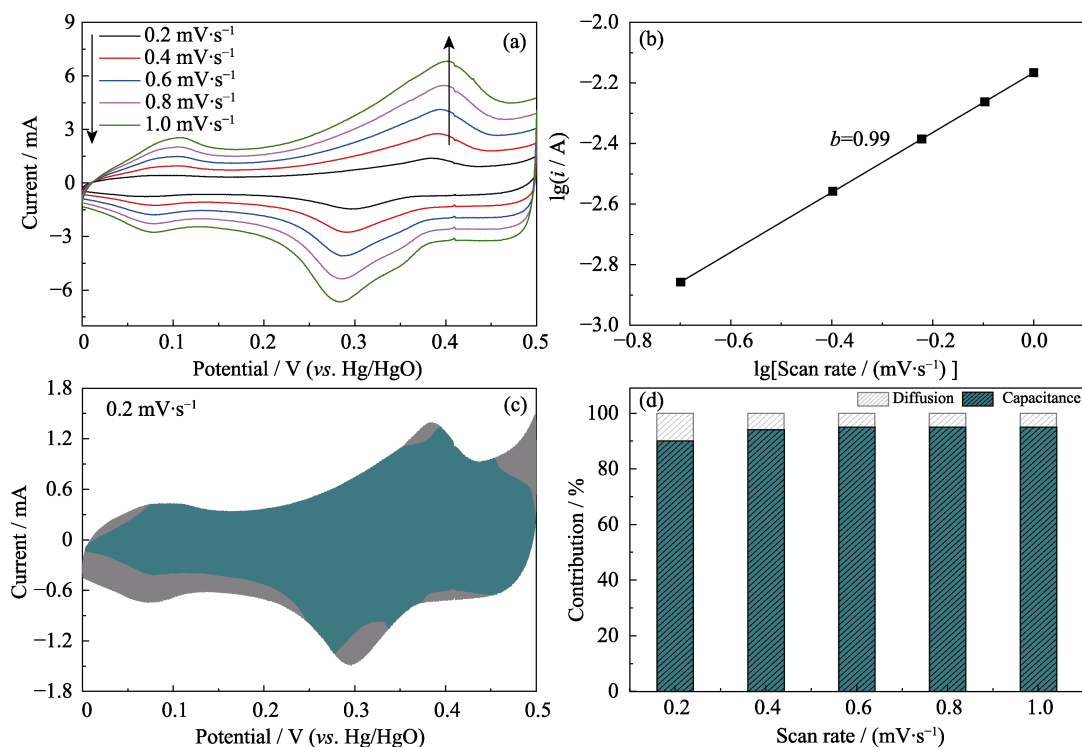 (a)
0.2 mV·s⁻¹
0.4 mV·s⁻¹
0.6 mV·s⁻¹
0.8 mV·s⁻¹
1.0 mV·s⁻¹
9
6
3
0
−3
−6
Current / mA
0 0.1 0.2 0.3 0.4 0.5
Potential / V (vs. Hg/HgO)
(b)
b=0.99
−2.0
−2.2
−2.4
−2.6
−2.8
−3.0
lg(i / A)
−0.8 −0.6 −0.4 −0.2 0.0 0.1
lg[Scan rate / (mV·s⁻¹) ]
(c)
0.2 mV·s⁻¹
1.8
1.2
0.6
0
−0.6
−1.2
−1.8
Current / mA
0 0.1 0.2 0.3 0.4 0.5
Potential / V (vs. Hg/HgO)
Diffusion Capacitance
(d)
100
80
60
40
20
0
Contribution / %
0.2 0.4 0.6 0.8 1.0
Scan rate / (mV·s⁻¹)